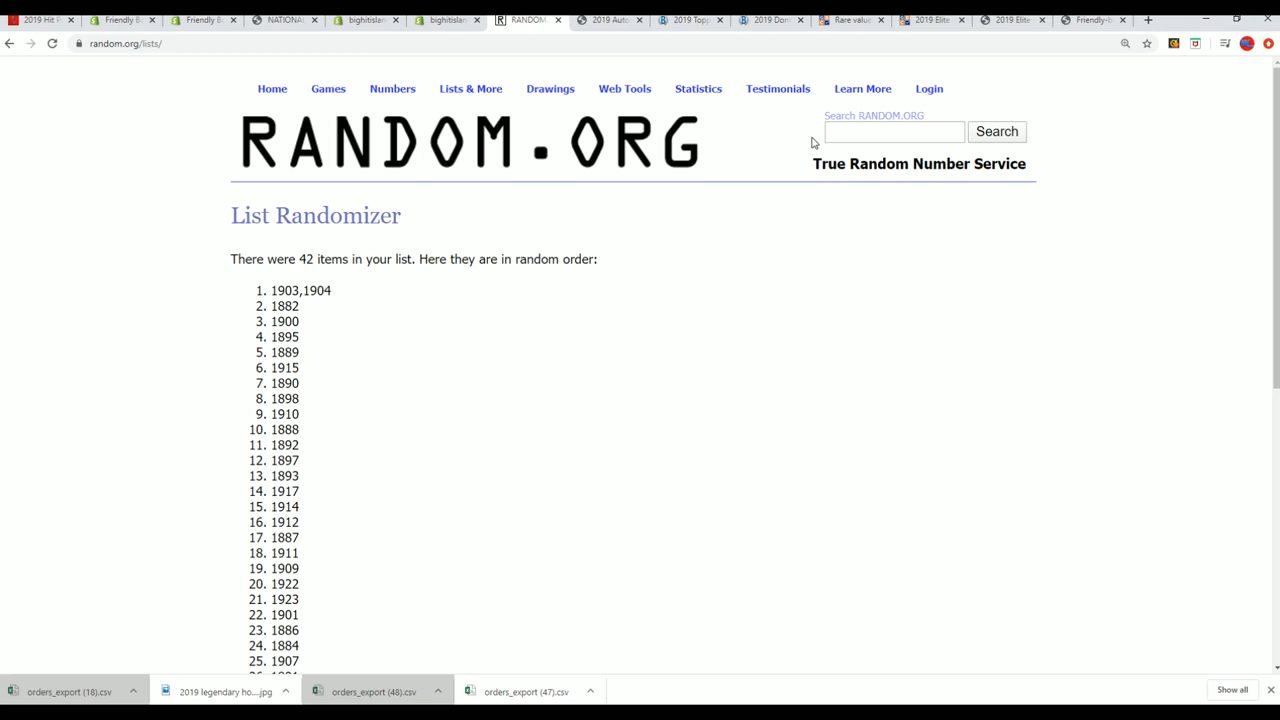 2019 Hit P
Friendly Bo
Friendly Bo
NATIONAL
bighitislan
bighitislan
RANDOM.
2019 Auto
2019 Topp
2019 Donr
Rare value
2019 Elite
2019 Elite
Friendly-b
random.org/lists/
Home Games Numbers Lists & More Drawings Web Tools Statistics Testimonials Learn More Login
Search RANDOM.ORG
RANDOM.ORG
Search
True Random Number Service
List Randomizer
There were 42 items in your list. Here they are in random order:
1. 1903,1904
2. 1882
3. 1900
4. 1895
5. 1889
6. 1915
7. 1890
8. 1898
9. 1910
10. 1888
11. 1892
12. 1897
13. 1893
14. 1917
15. 1914
16. 1912
17. 1887
18. 1911
19. 1909
20. 1922
21. 1923
22. 1901
23. 1886
24. 1884
25. 1907
orders_export (18).csv
2019 legendary ho....jpg
orders_export (48).csv
orders_export (47).csv
Show all